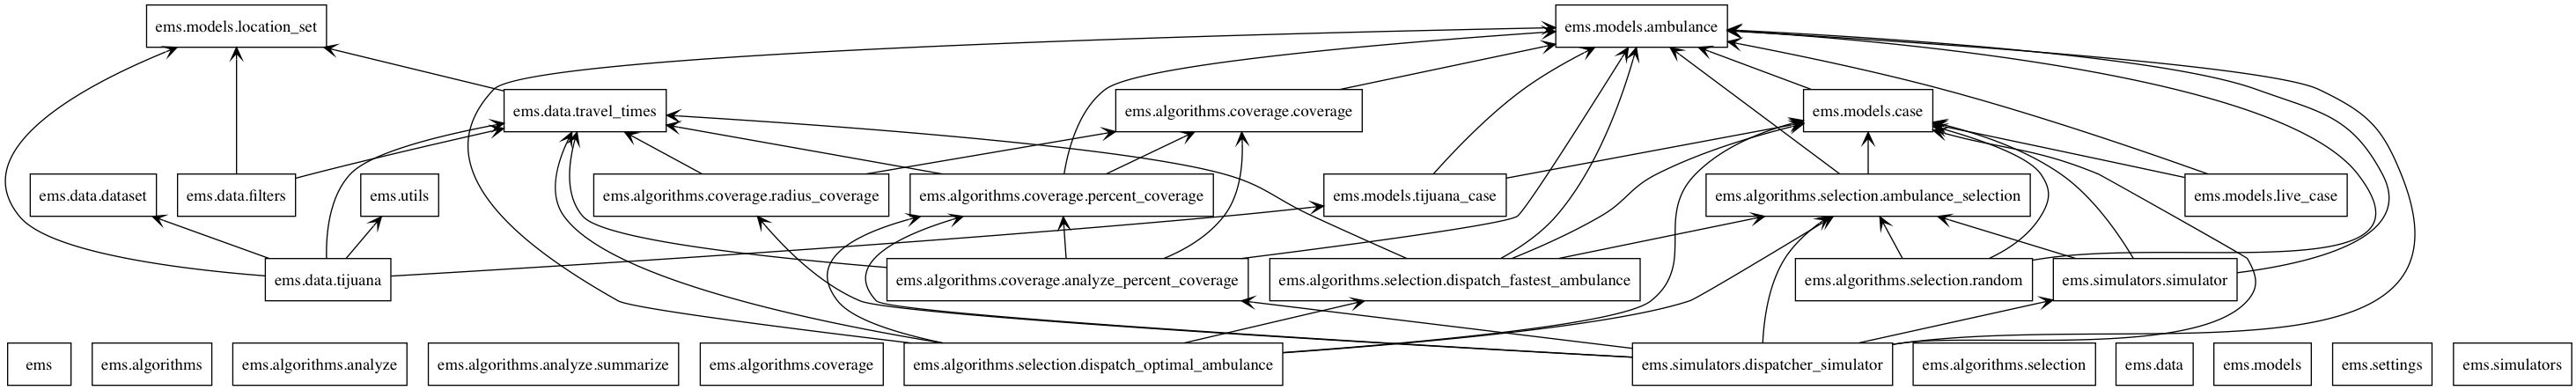 ems.models.location_set
ems.models.ambulance
ems.data.travel_times
ems.algorithms.coverage.coverage
ems.models.case
ems.data.dataset
ems.data.filters
ems.utils
ems.algorithms.coverage.radius_coverage
ems.algorithms.coverage.percent_coverage
ems.models.tijuana_case
ems.algorithms.selection.ambulance_selection
ems.models.live_case
ems.data.tijuana
ems.algorithms.coverage.analyze_percent_coverage
ems.algorithms.selection.dispatch_fastest_ambulance
ems.algorithms.selection.random
ems.simulators.simulator
ems
ems.algorithms
ems.algorithms.analyze
ems.algorithms.analyze.summarize
ems.algorithms.coverage
ems.algorithms.selection.dispatch_optimal_ambulance
ems.simulators.dispatcher_simulator
ems.algorithms.selection
ems.data
ems.models
ems.settings
ems.simulators